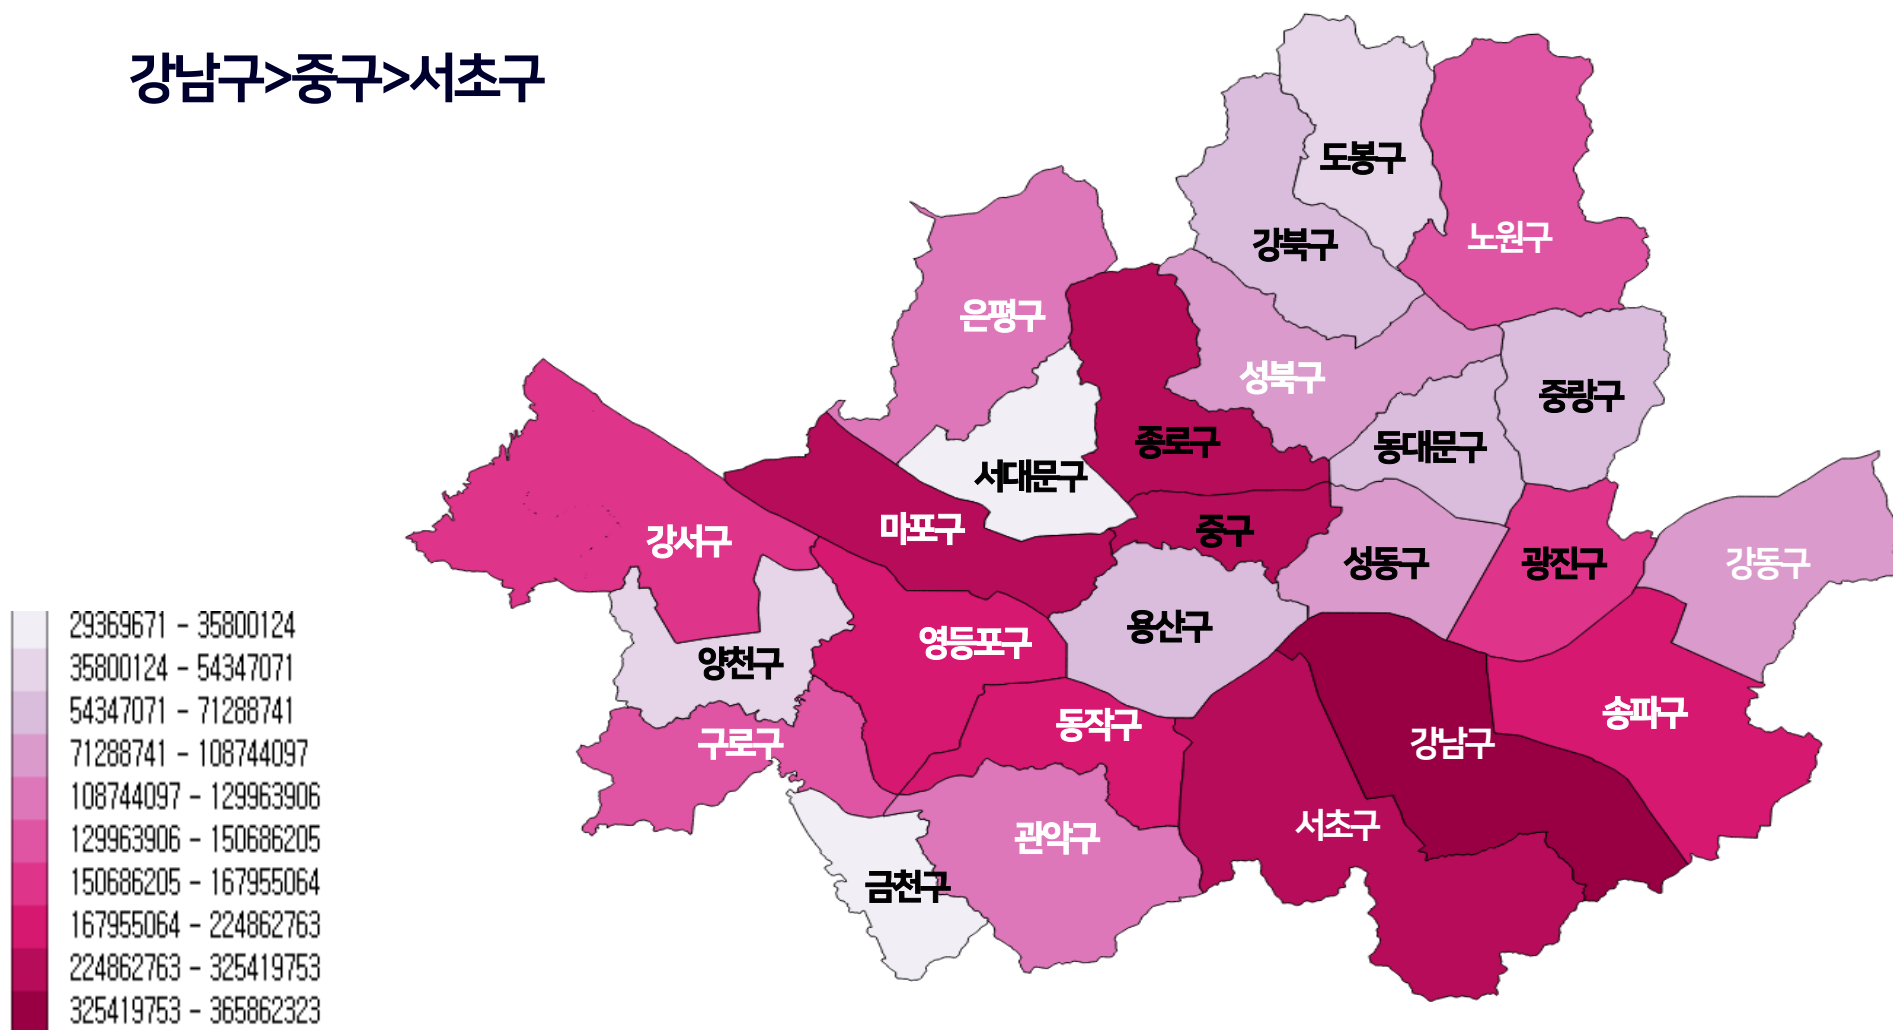 강남구>중구>서초구
도봉구
노원구
강북구
은평구
성북구
중랑구
종로구
동대문구
서대문구
마포구
중구
강서구
성동구
광진구
강동구
용산구
영등포구
양천구
송파구
동작구
구로구
강남구
서초구
관악구
금천구
29369671 - 35800124
35800124 - 54347071
54347071 - 71288741
71288741 - 108744097
108744097 - 129963906
129963906 - 150686205
150686205 - 167955064
167955064 - 224862763
224862763 - 325419753
325419753 - 365862323